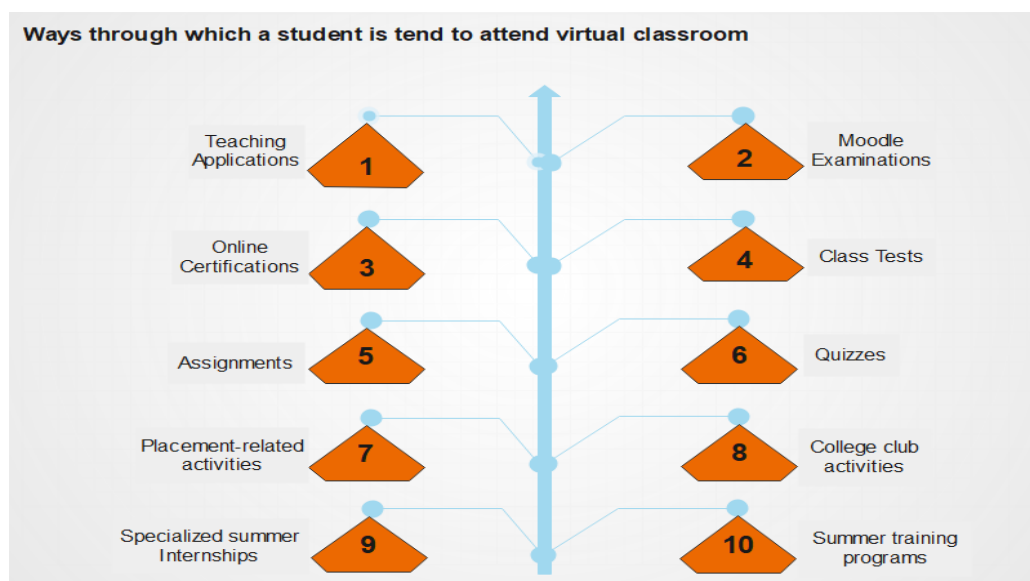 Ways through which a student is tend to attend virtual classroom
Teaching
Applications
1
2
Moodle
Examinations
Online
Certifications
3
4
Class Tests
Assignments
5
6
Quizzes
Placement-related
activities
7
8
College club
activities
Specialized summer
Internships
9
10
Summer training
programs